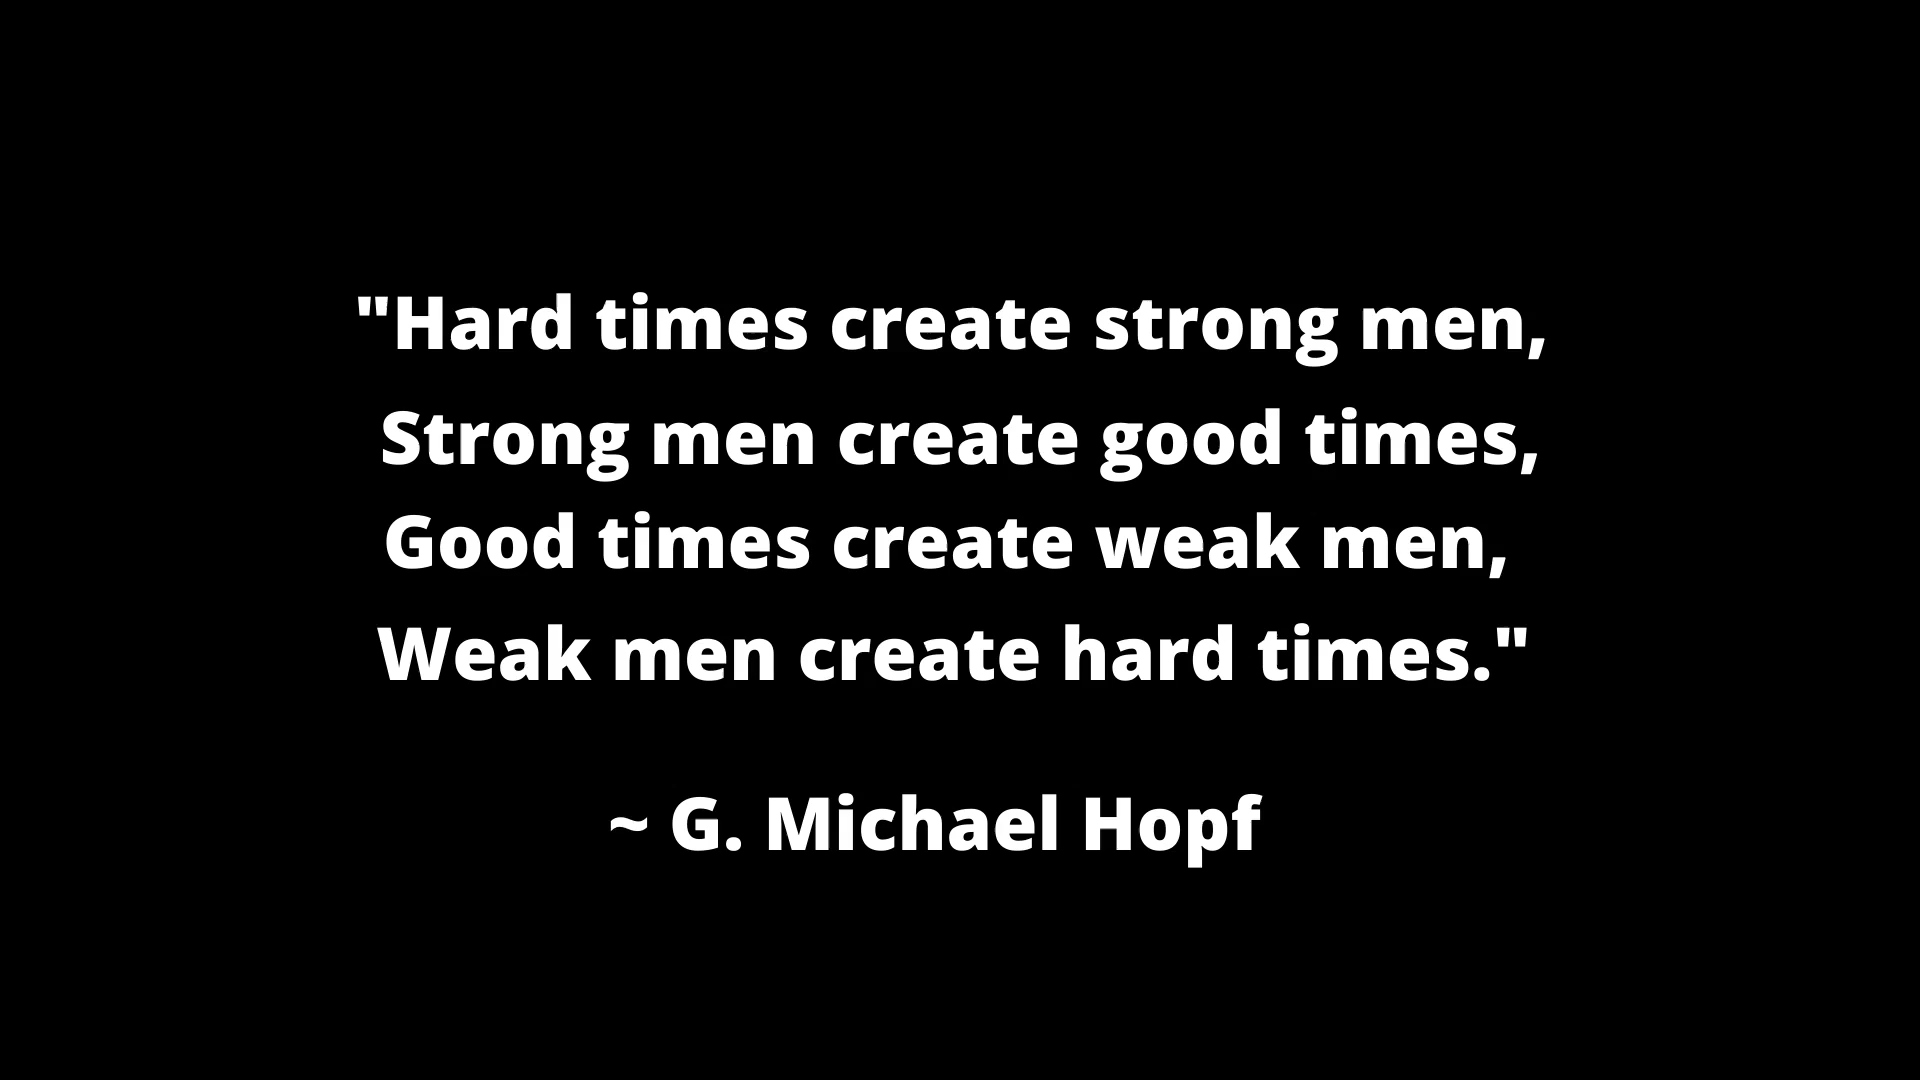 "Hard times create strong men,
Strong men create good times,
Good times create weak men,
Weak men create hard times."
~ G. Michael Hopf